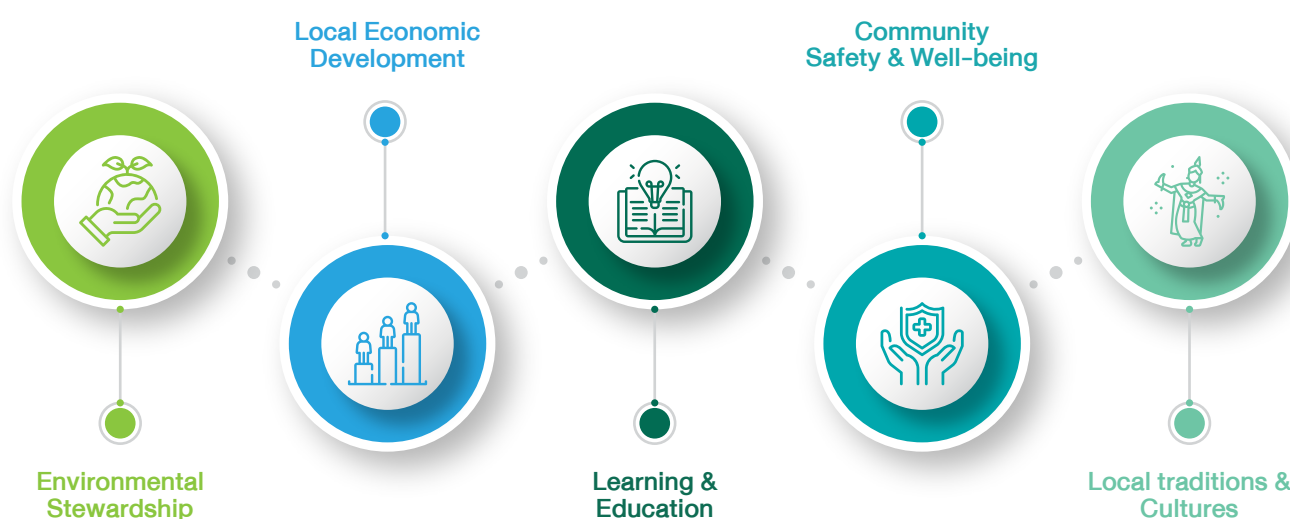 Local Economic
Development
Community
Safety & Well-being
Environmental
Stewardship
Learning &
Education
Local traditions &
Cultures